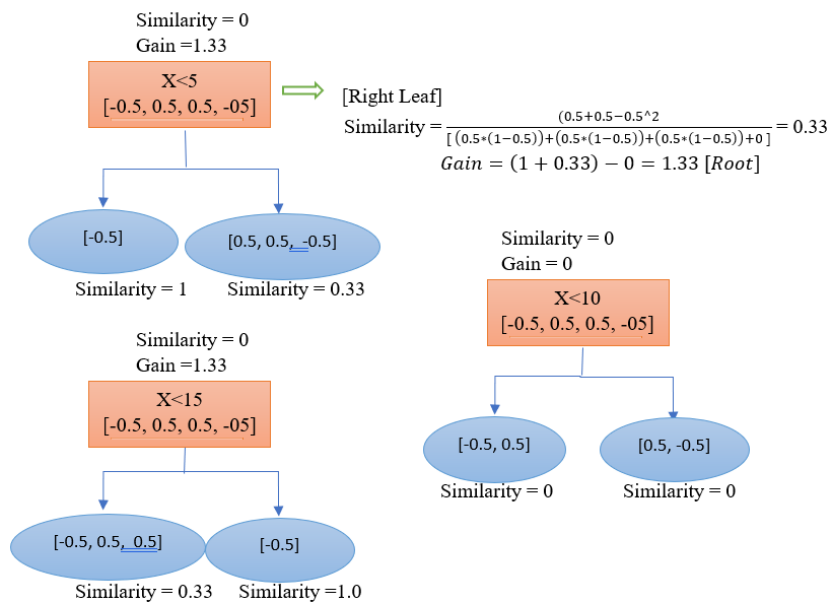 Similarity = 0
Gain =1.33
X<5
[-0.5, 0.5, 0.5, -05]
[Right Leaf]
Similarity = (0.5+0.5−0.5^2 / [ (0.5*(1−0.5))+(0.5*(1−0.5))+(0.5*(1−0.5))+0 ] = 0.33
Gain = (1 + 0.33) − 0 = 1.33 [Root]
[-0.5]
[0.5, 0.5, -0.5]
Similarity = 1
Similarity = 0.33
Similarity = 0
Gain = 0
X<10
[-0.5, 0.5, 0.5, -05]
[-0.5, 0.5]
[0.5, -0.5]
Similarity = 0
Similarity = 0
Similarity = 0
Gain =1.33
X<15
[-0.5, 0.5, 0.5, -05]
[-0.5, 0.5, 0.5]
[-0.5]
Similarity = 0.33
Similarity =1.0